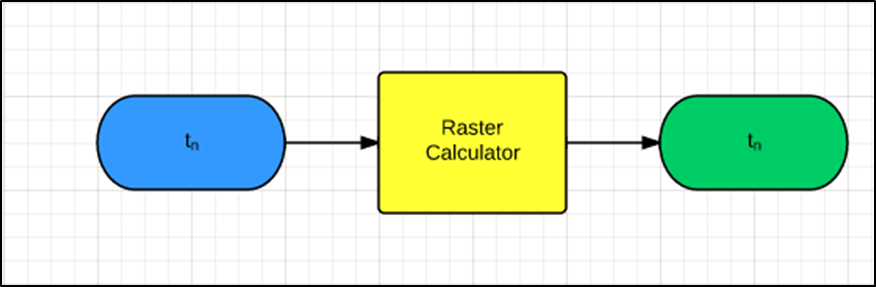 tₙ
Raster
Calculator
tₙ